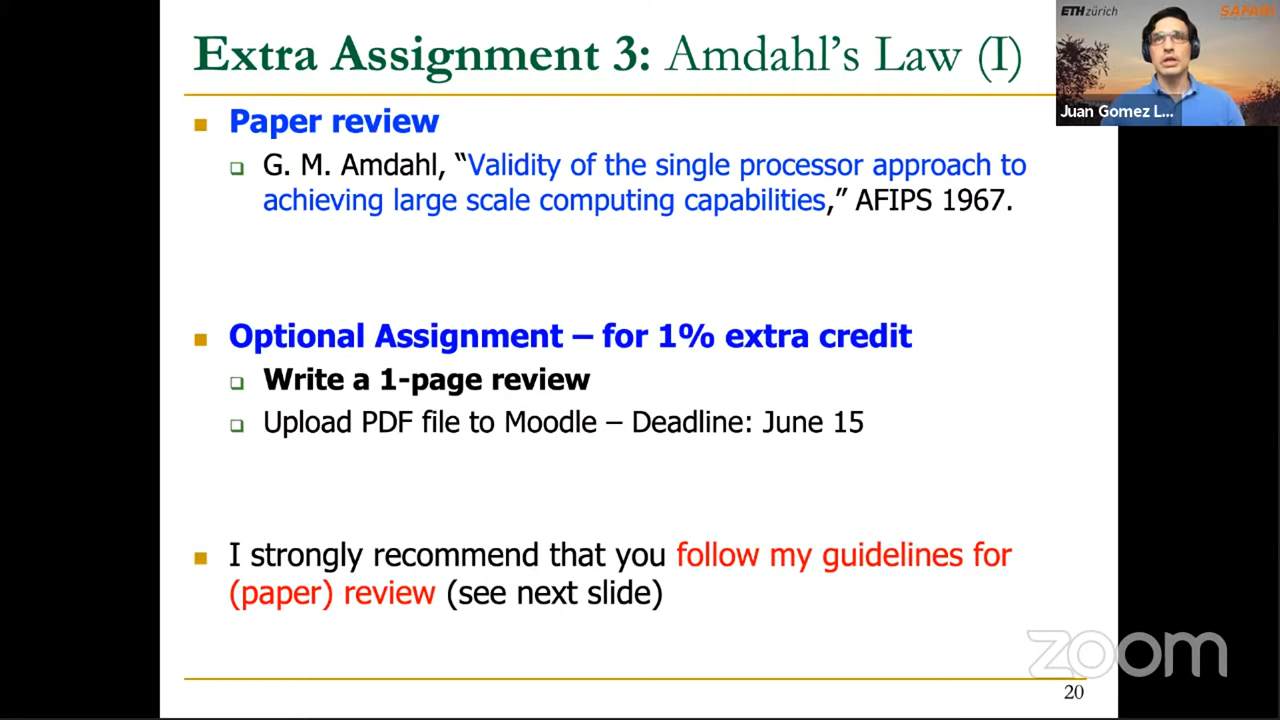 Extra Assignment 3: Amdahl's Law (I)
ETH zürich
SAFARI
Juan Gomez L...
Paper review
G. M. Amdahl, “Validity of the single processor approach to
achieving large scale computing capabilities,” AFIPS 1967.
Optional Assignment – for 1% extra credit
Write a 1-page review
Upload PDF file to Moodle – Deadline: June 15
I strongly recommend that you follow my guidelines for
(paper) review (see next slide)
zoom
20